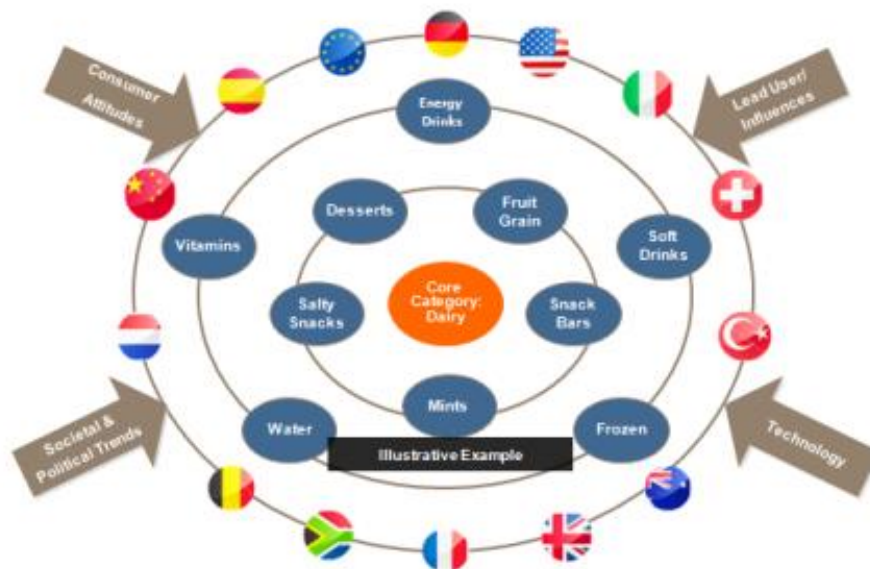 Consumer
Attitudes
Lead User/
Influences
Energy
Drinks
Desserts
Fruit
Grain
Vitamins
Soft
Drinks
Core
Category:
Dairy
Salty
Snacks
Snack
Bars
Mints
Water
Frozen
Illustrative Example
Societal &
Political Trends
Technology